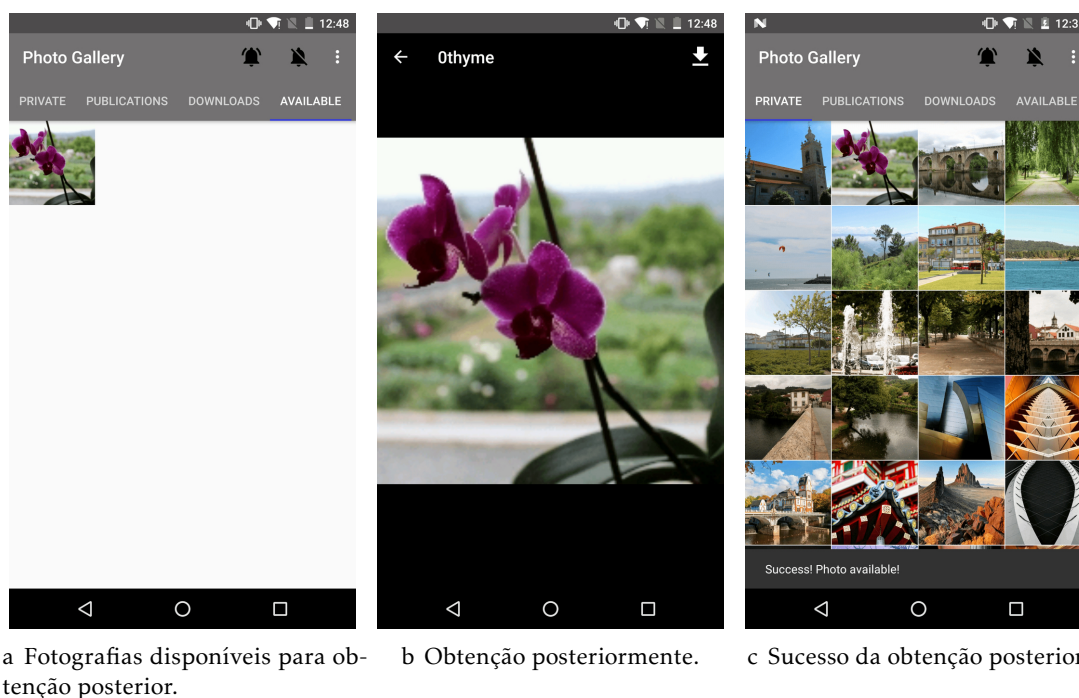 12:48
Photo Gallery
PRIVATE PUBLICATIONS DOWNLOADS AVAILABLE
a Fotografias disponíveis para ob-
tenção posterior.
12:48
0thyme
b Obtenção posteriormente.
12:3
Photo Gallery
PRIVATE PUBLICATIONS DOWNLOADS AVAILABLE
Success! Photo available!
c Sucesso da obtenção posterior